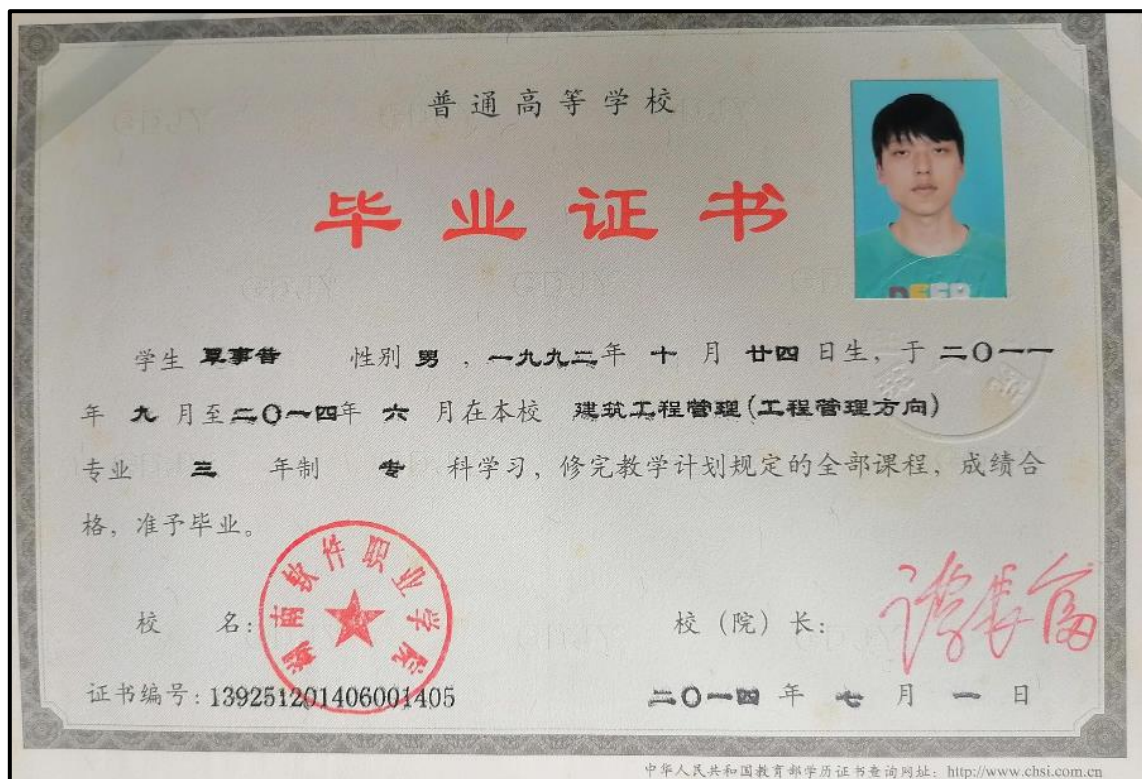 普通高等学校
毕业证书
学生 覃事昔 性别 男 ,一九九二年 十 月 廿四 日生,于 二〇一一
年 九 月至二〇一四年 六 月在本校 建筑工程管理(工程管理方向)
专业 三 年制 专 科学习,修完教学计划规定的全部课程,成绩合
格,准予毕业。
湖南软件职业学院
校 名: 校(院)长:
证书编号:139251201406001405 二〇一四 年 七 月 一 日
中华人民共和国教育部学历证书查询网址:http://www.chsi.com.cn